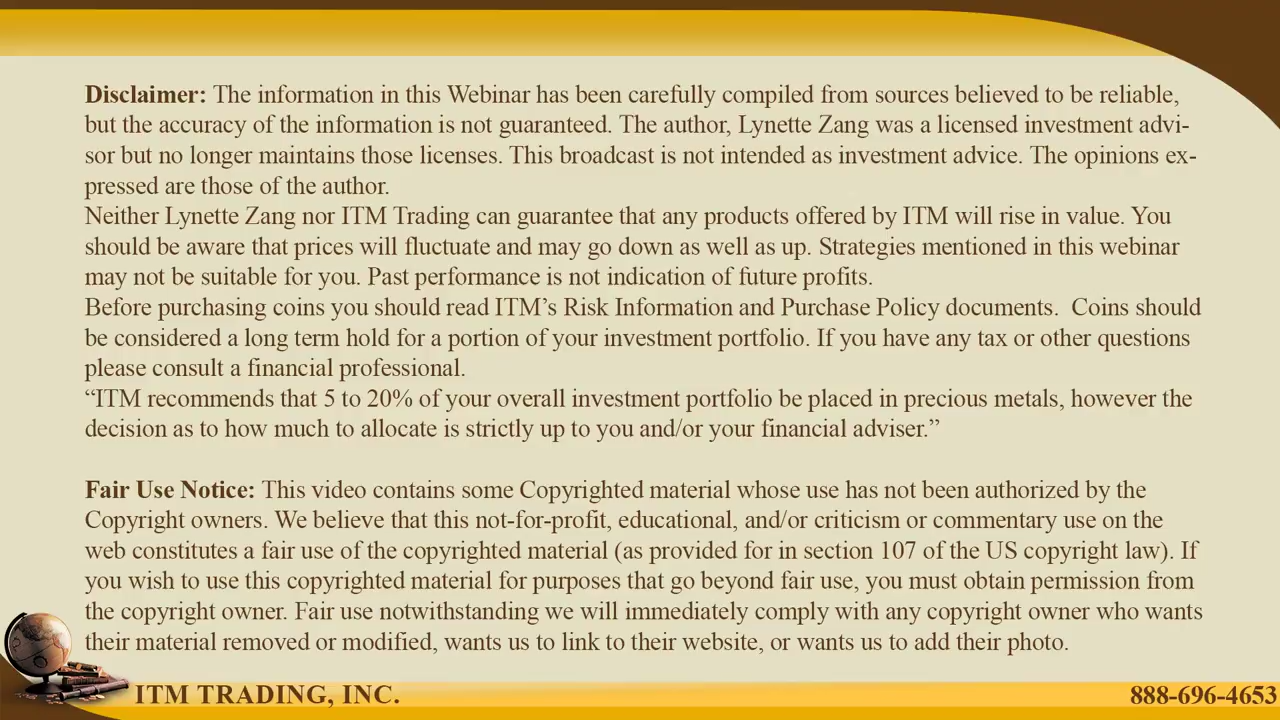 Disclaimer: The information in this Webinar has been carefully compiled from sources believed to be reliable,
but the accuracy of the information is not guaranteed. The author, Lynette Zang was a licensed investment advi-
sor but no longer maintains those licenses. This broadcast is not intended as investment advice. The opinions ex-
pressed are those of the author.
Neither Lynette Zang nor ITM Trading can guarantee that any products offered by ITM will rise in value. You
should be aware that prices will fluctuate and may go down as well as up. Strategies mentioned in this webinar
may not be suitable for you. Past performance is not indication of future profits.
Before purchasing coins you should read ITM’s Risk Information and Purchase Policy documents.  Coins should
be considered a long term hold for a portion of your investment portfolio. If you have any tax or other questions
please consult a financial professional.
“ITM recommends that 5 to 20% of your overall investment portfolio be placed in precious metals, however the
decision as to how much to allocate is strictly up to you and/or your financial adviser.”
Fair Use Notice: This video contains some Copyrighted material whose use has not been authorized by the
Copyright owners. We believe that this not-for-profit, educational, and/or criticism or commentary use on the
web constitutes a fair use of the copyrighted material (as provided for in section 107 of the US copyright law). If
you wish to use this copyrighted material for purposes that go beyond fair use, you must obtain permission from
the copyright owner. Fair use notwithstanding we will immediately comply with any copyright owner who wants
their material removed or modified, wants us to link to their website, or wants us to add their photo.
ITM TRADING, INC.
888-696-4653